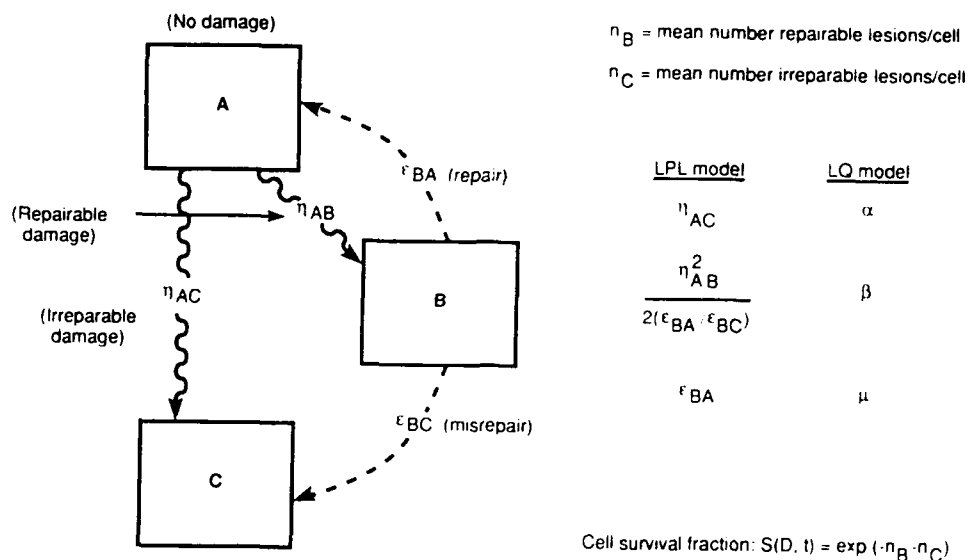 (No damage)
A
ε_BA (repair)
(Repairable
damage)
η_AB
η_AC
B
(Irreparable
damage)
ε_BC (misrepair)
C
n_B = mean number repairable lesions/cell
n_C = mean number irreparable lesions/cell
LPL model LQ model
η_AC α
η²_AB
2(ε_BA / ε_BC)
β
ε_BA μ
Cell survival fraction: S(D, t) = exp (-n_B -n_C)